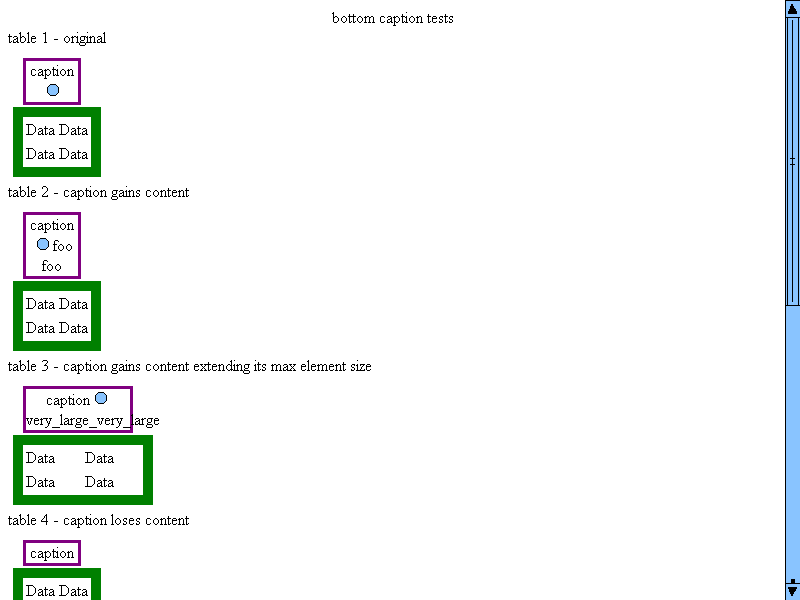 bottom caption tests
table 1 - original
caption
Data Data
Data Data
table 2 - caption gains content
caption
foo
foo
Data Data
Data Data
table 3 - caption gains content extending its max element size
caption
very_large_very_large
Data Data
Data Data
table 4 - caption loses content
caption
Data Data